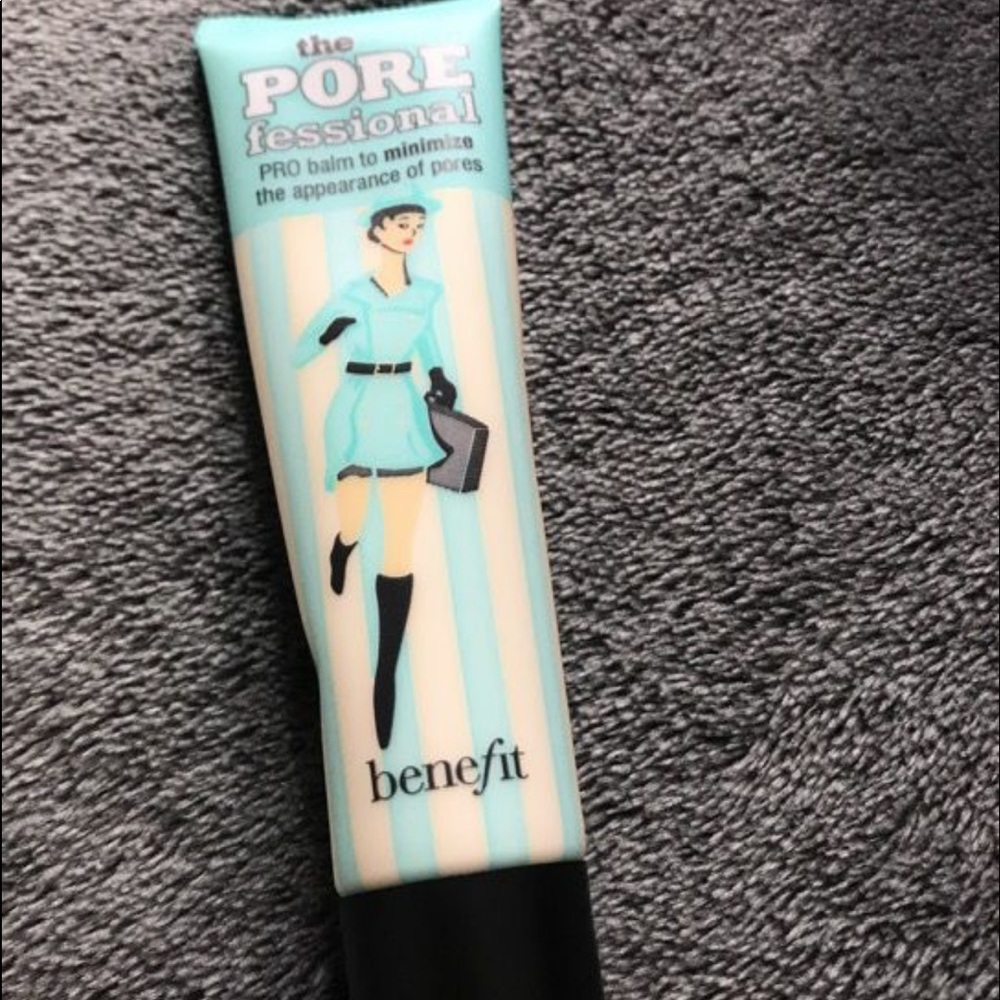 the
PORE
fessional
PRO balm to minimize
the appearance of pores
benefit